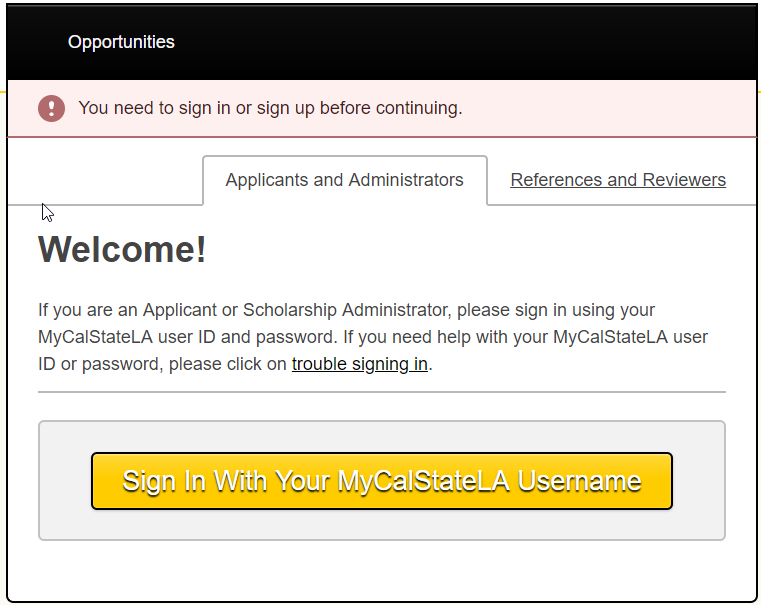 Opportunities
You need to sign in or sign up before continuing.
Applicants and Administrators
References and Reviewers
Welcome!
If you are an Applicant or Scholarship Administrator, please sign in using your
MyCalStateLA user ID and password. If you need help with your MyCalStateLA user
ID or password, please click on trouble signing in.
Sign In With Your MyCalStateLA Username